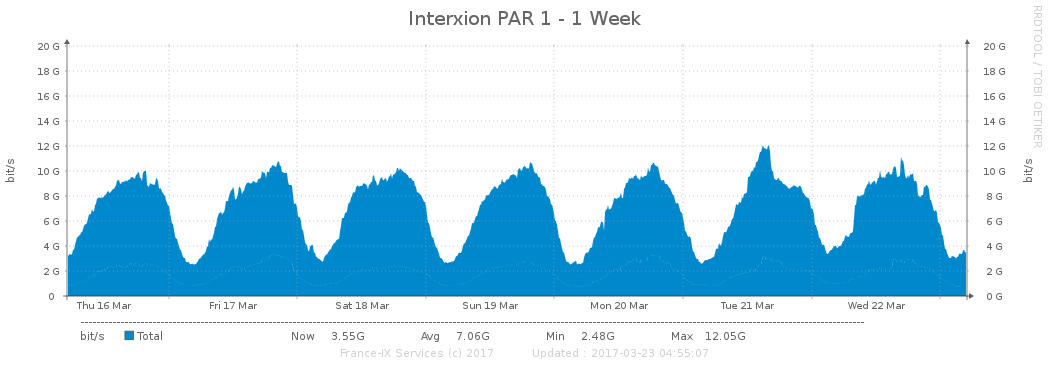 Interxion PAR 1 - 1 Week
RRDTOOL / TOBI OETIKER
bit/s
bit/s
20 G 20 G
18 G 18 G
16 G 16 G
14 G 14 G
12 G 12 G
10 G 10 G
8 G 8 G
6 G 6 G
4 G 4 G
2 G 2 G
0 0 G
Thu 16 Mar Fri 17 Mar Sat 18 Mar Sun 19 Mar Mon 20 Mar Tue 21 Mar Wed 22 Mar
bit/s Total Now 3.55G Avg 7.06G Min 2.48G Max 12.05G
France-IX Services (c) 2017 Updated : 2017-03-23 04:55:07